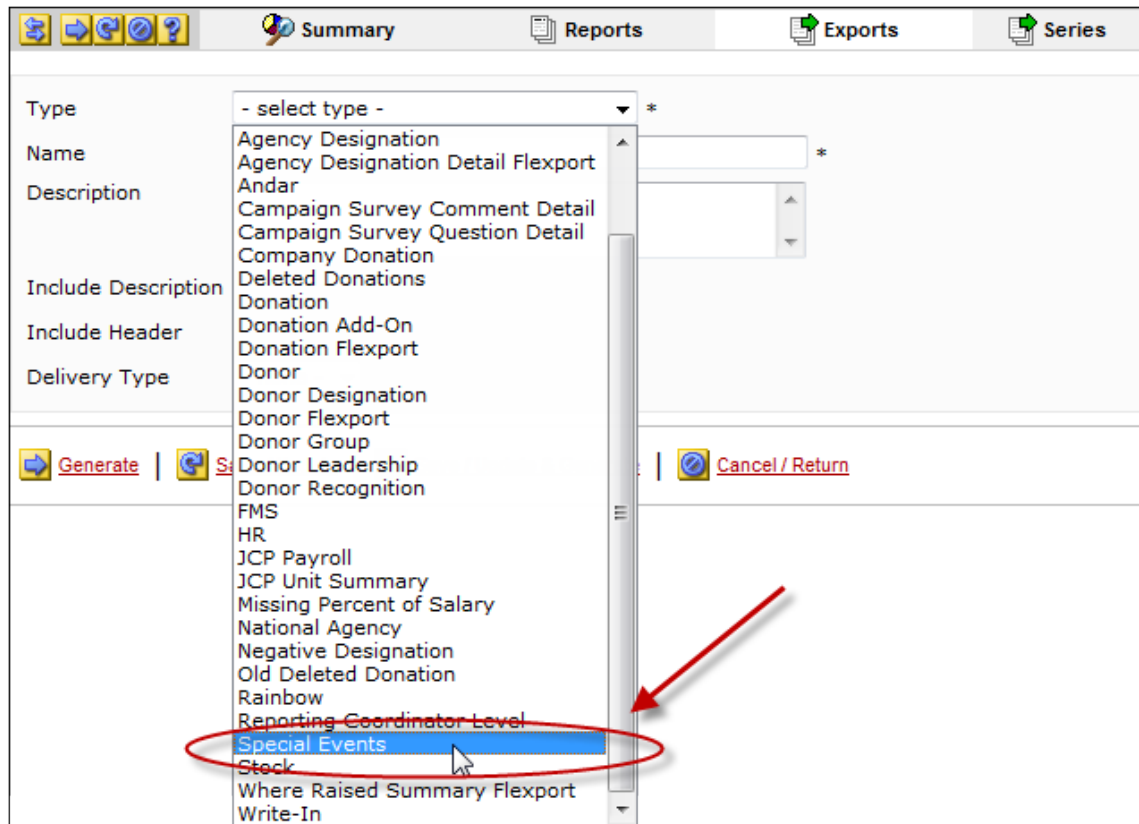 Summary Reports Exports Series
Type - select type - *
Agency Designation
Name *
Agency Designation Detail Flexport
Andar
Description
Campaign Survey Comment Detail
Campaign Survey Question Detail
Company Donation
Deleted Donations
Include Description
Donation
Donation Add-On
Include Header
Donation Flexport
Donor
Delivery Type
Donor Designation
Donor Flexport
Donor Group
Generate | Sa Donor Leadership | Cancel / Return
Donor Recognition
FMS
HR
JCP Payroll
JCP Unit Summary
Missing Percent of Salary
National Agency
Negative Designation
Old Deleted Donation
Rainbow
Reporting Coordinator Level
Special Events
Stock
Where Raised Summary Flexport
Write-In